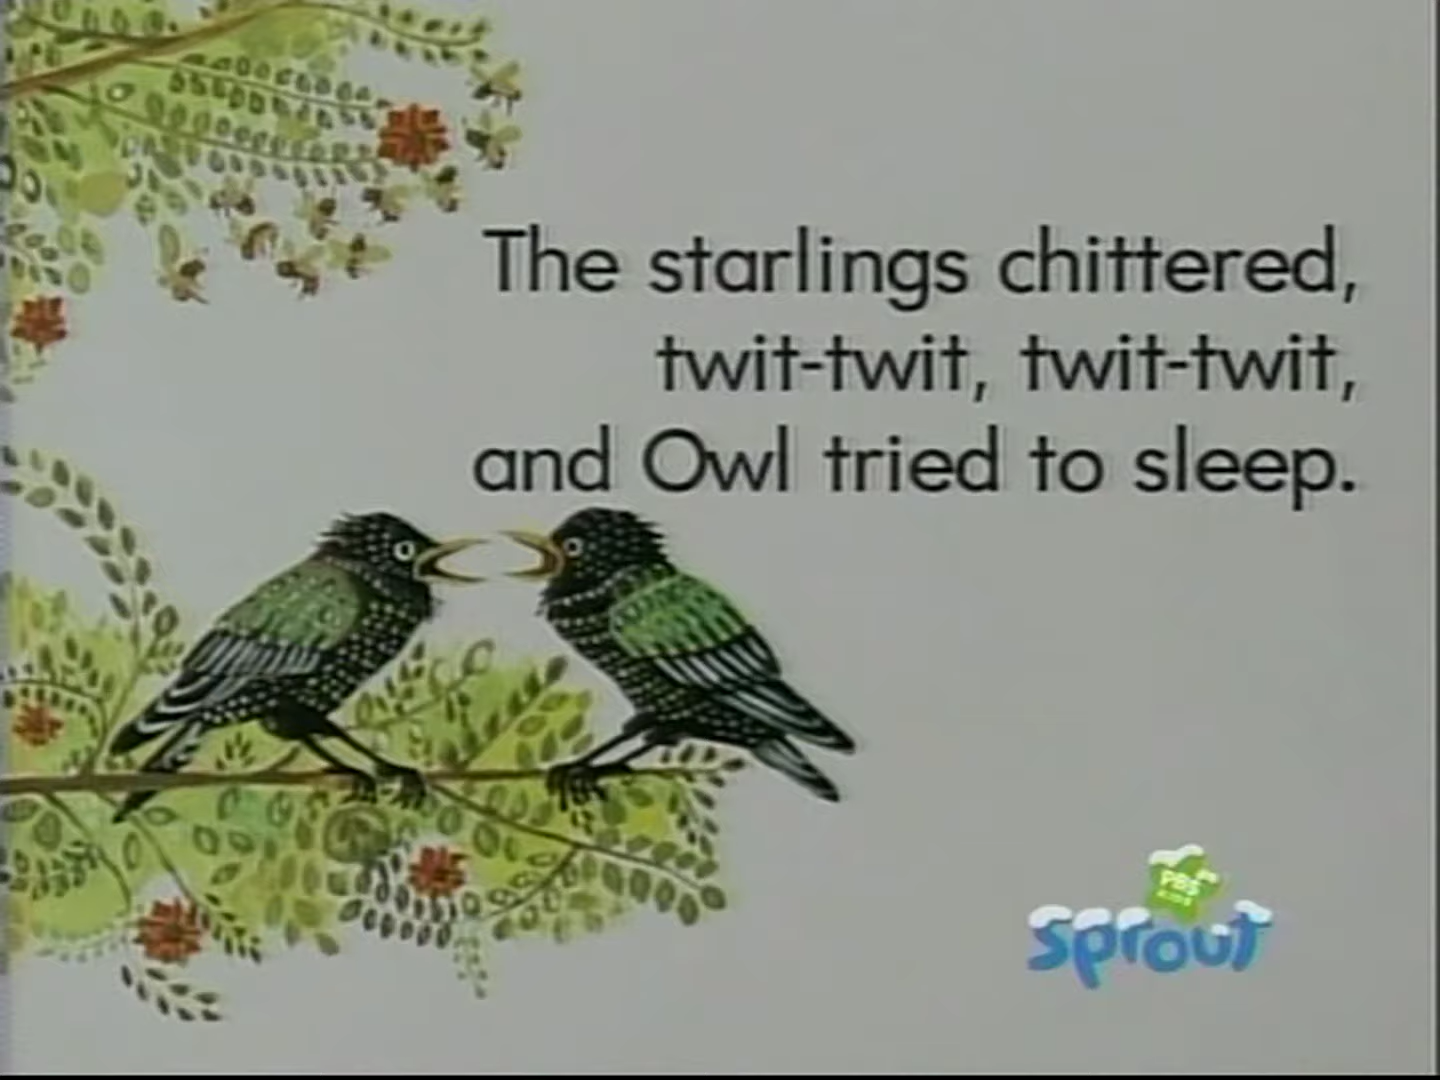 The starlings chittered,
twit-twit, twit-twit,
and Owl tried to sleep.
PBS
KIDS
sprout